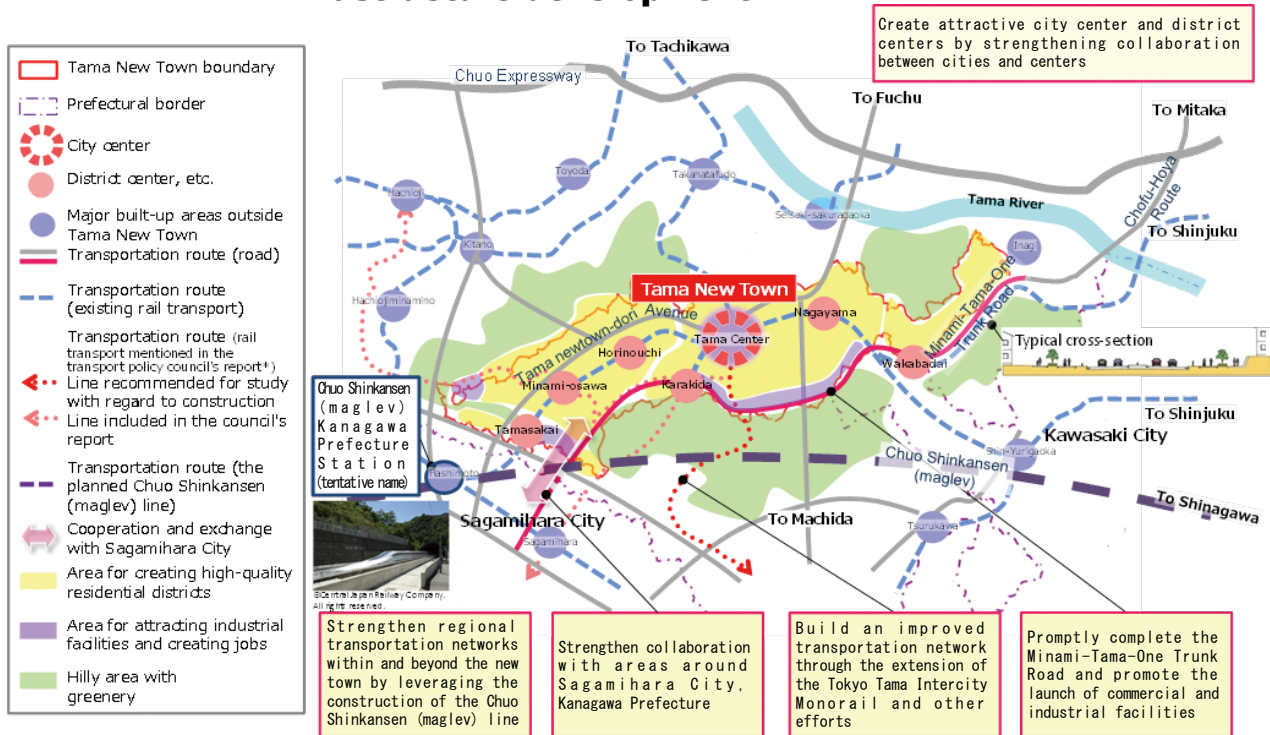 Create attractive city center and district
centers by strengthening collaboration
between cities and centers
Tama New Town boundary
Prefectural border
City center
District center, etc.
Major built-up areas outside
Tama New Town
Transportation route (road)
Transportation route
(existing rail transport)
Transportation route (rail
transport mentioned in the
transport policy council's report*)
Line recommended for study
with regard to construction
Line included in the council's
report
Transportation route (the
planned Chuo Shinkansen
(maglev) line)
Cooperation and exchange
with Sagamihara City
Area for creating high-quality
residential districts
Area for attracting industrial
facilities and creating jobs
Hilly area with
greenery
To Tachikawa
Chuo Expressway
To Fuchu
To Mitaka
Chofu-Hoya
Route
Toyoda
Takahatafudo
Hachioji
Seiseki-sakuragaoka
Tama River
To Shinjuku
Kitano
Inagi
Hachiojiminamino
Tama New Town
Tama newtown-dori Avenue
Nagayama
Tama Center
Minami-Tama-One
Trunk Road
Typical cross-section
Horinouchi
Wakabadai
Minami-osawa
Karakida
Chuo Shinkansen
(maglev)
Kanagawa
Prefecture
Station
(tentative name)
To Shinjuku
Tamasakai
Kawasaki City
Shin-Yurigaoka
Chuo Shinkansen
(maglev)
Hashimoto
To Shinagawa
Sagamihara City
To Machida
Tsurukawa
Sagamihara
©Central Japan Railway Company.
All rights reserved.
Strengthen regional
transportation networks
within and beyond the new
town by leveraging the
construction of the Chuo
Shinkansen (maglev) line
Strengthen collaboration
with areas around
Sagamihara City,
Kanagawa Prefecture
Build an improved
transportation network
through the extension of
the Tokyo Tama Intercity
Monorail and other
efforts
Promptly complete the
Minami-Tama-One Trunk
Road and promote the
launch of commercial and
industrial facilities